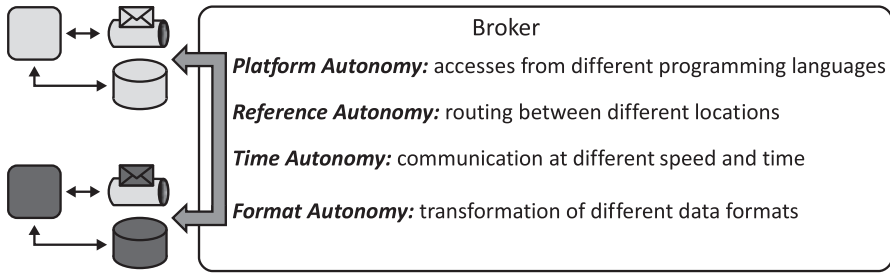 Broker
Platform Autonomy: accesses from different programming languages
Reference Autonomy: routing between different locations
Time Autonomy: communication at different speed and time
Format Autonomy: transformation of different data formats